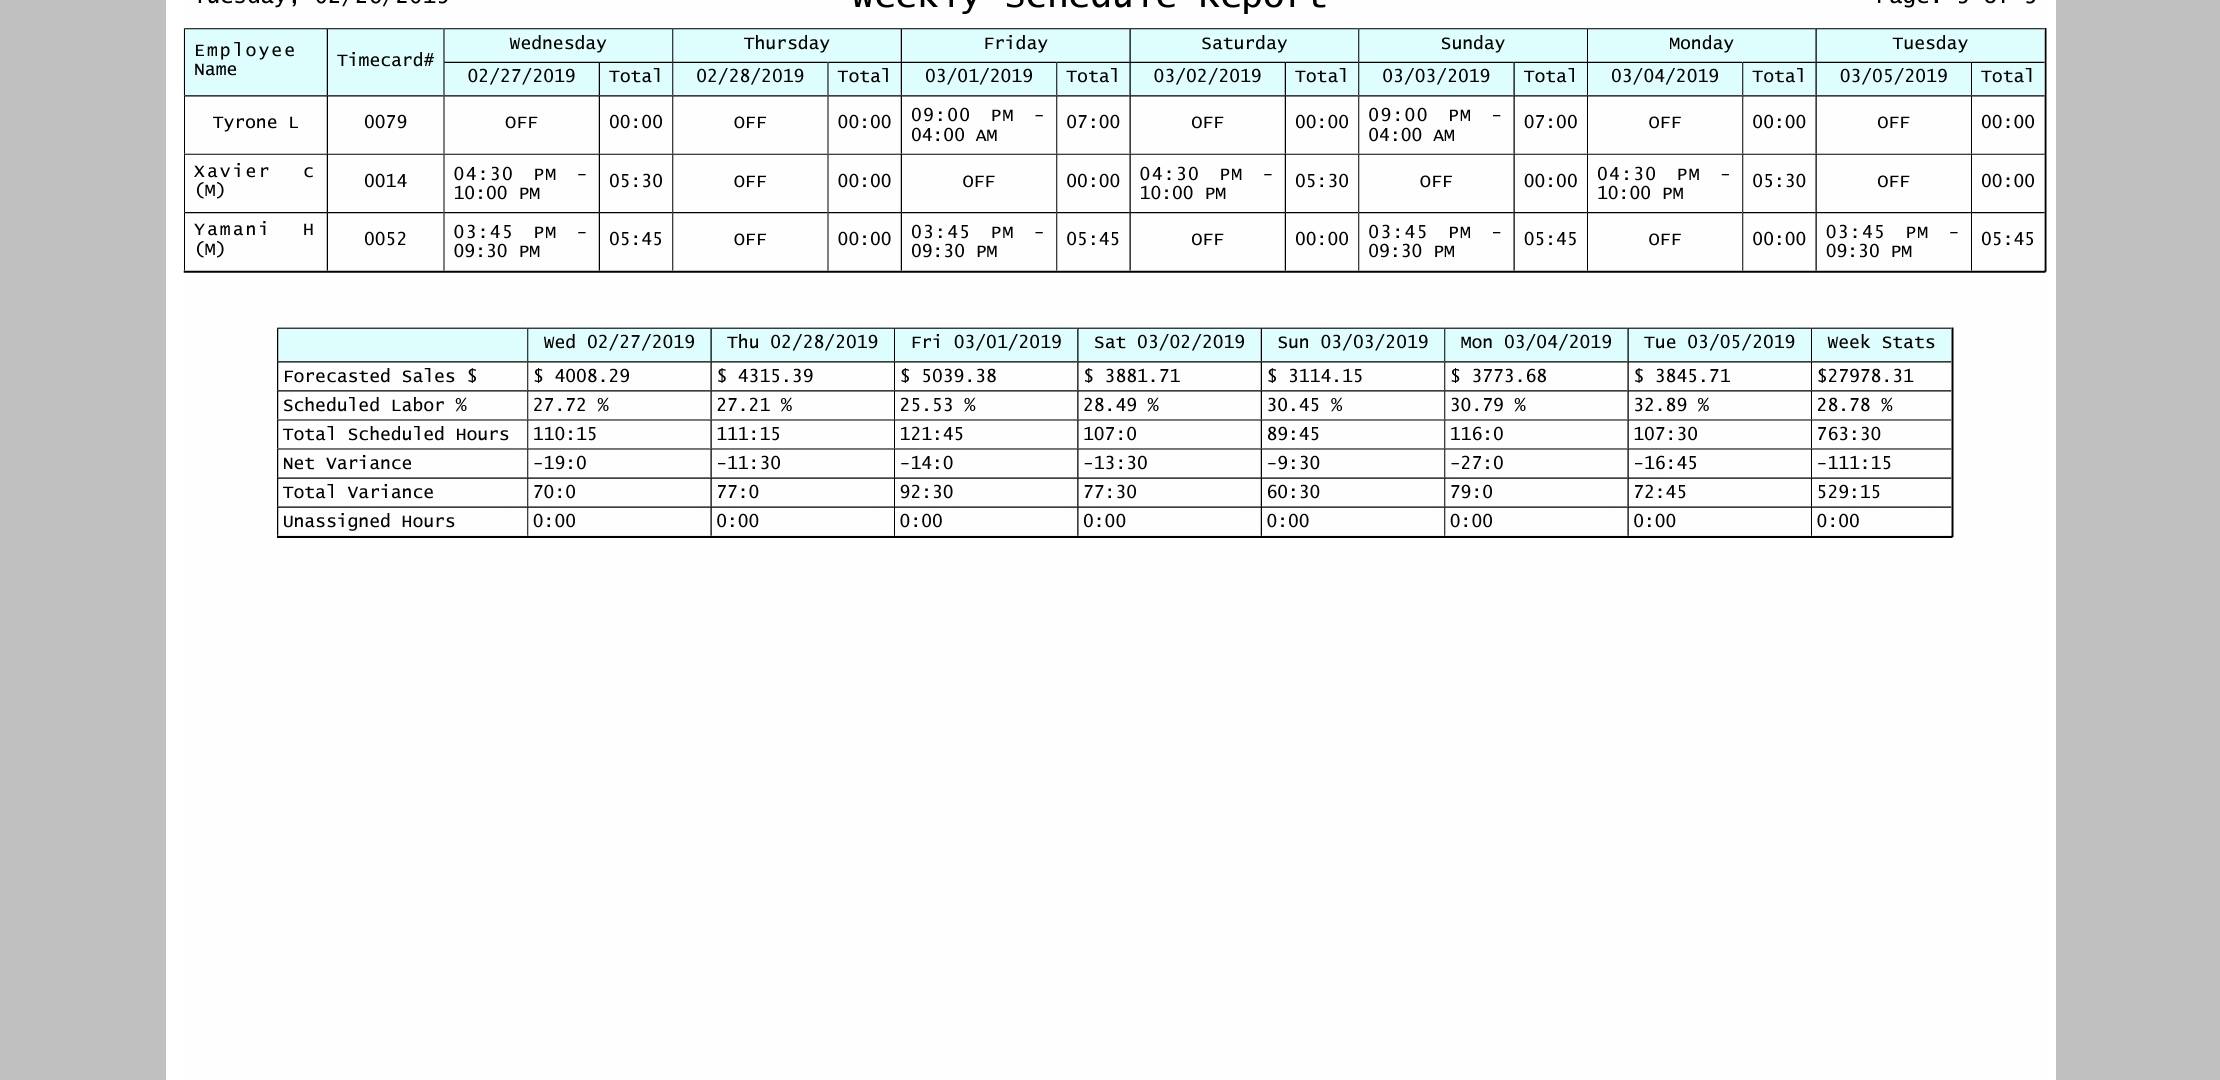 Weekly Schedule Report
Employee Name Timecard# Wednesday Thursday Friday Saturday Sunday Monday Tuesday
02/27/2019 Total 02/28/2019 Total 03/01/2019 Total 03/02/2019 Total 03/03/2019 Total 03/04/2019 Total 03/05/2019 Total
Tyrone L 0079 OFF 00:00 OFF 00:00 09:00 PM - 04:00 AM 07:00 OFF 00:00 09:00 PM - 04:00 AM 07:00 OFF 00:00 OFF 00:00
Xavier c (M) 0014 04:30 PM - 10:00 PM 05:30 OFF 00:00 OFF 00:00 04:30 PM - 10:00 PM 05:30 OFF 00:00 04:30 PM - 10:00 PM 05:30 OFF 00:00
Yamani H (M) 0052 03:45 PM - 09:30 PM 05:45 OFF 00:00 03:45 PM - 09:30 PM 05:45 OFF 00:00 03:45 PM - 09:30 PM 05:45 OFF 00:00 03:45 PM - 09:30 PM 05:45
Wed 02/27/2019 Thu 02/28/2019 Fri 03/01/2019 Sat 03/02/2019 Sun 03/03/2019 Mon 03/04/2019 Tue 03/05/2019 Week Stats
Forecasted Sales $ $ 4008.29 $ 4315.39 $ 5039.38 $ 3881.71 $ 3114.15 $ 3773.68 $ 3845.71 $27978.31
Scheduled Labor % 27.72 % 27.21 % 25.53 % 28.49 % 30.45 % 30.79 % 32.89 % 28.78 %
Total Scheduled Hours 110:15 111:15 121:45 107:0 89:45 116:0 107:30 763:30
Net Variance -19:0 -11:30 -14:0 -13:30 -9:30 -27:0 -16:45 -111:15
Total Variance 70:0 77:0 92:30 77:30 60:30 79:0 72:45 529:15
Unassigned Hours 0:00 0:00 0:00 0:00 0:00 0:00 0:00 0:00